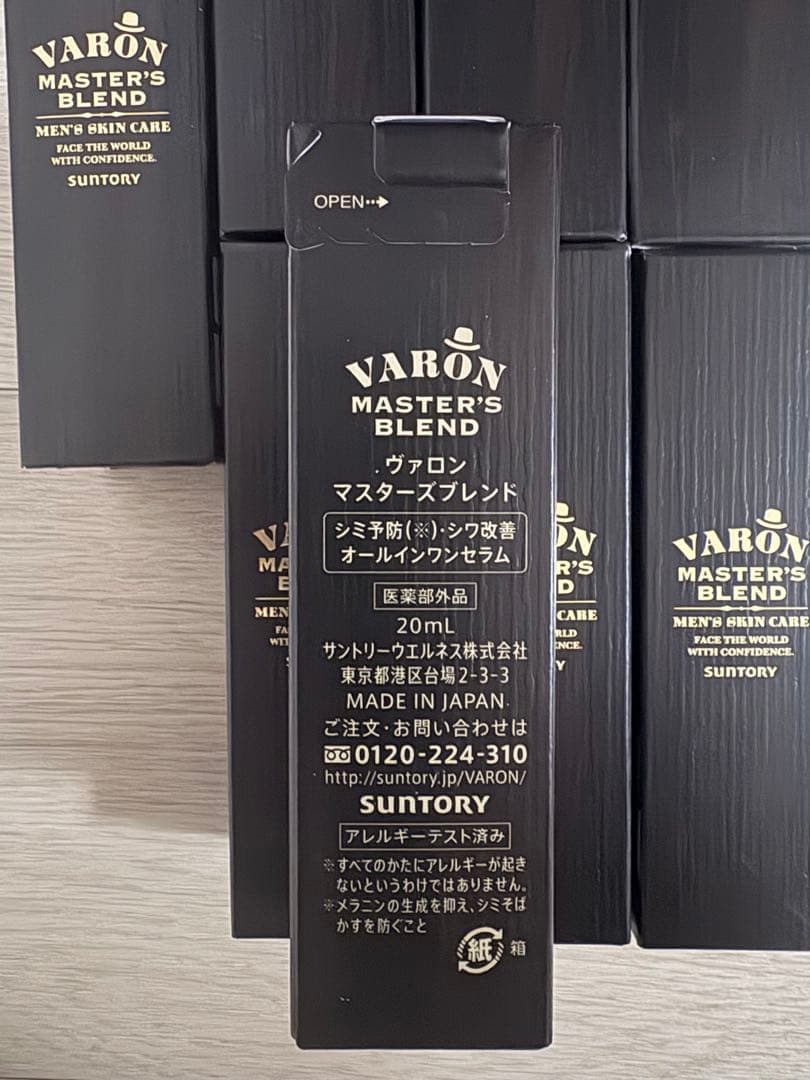 VARON
MASTER'S
BLEND
MEN'S SKIN CARE
FACE THE WORLD
WITH CONFIDENCE.
SUNTORY
OPEN
VARON
MASTER'S
BLEND
ヴァロン
マスターズブレンド
シミ予防(※)・シワ改善
オールインワンセラム
医薬部外品
20mL
サントリーウエルネス株式会社
東京都港区台場2-3-3
MADE IN JAPAN
ご注文・お問い合わせは
0120-224-310
http://suntory.jp/VARON/
SUNTORY
アレルギーテスト済み
※すべてのかたにアレルギーが起き
ないというわけではありません。
※メラニンの生成を抑え、シミそば
かすを防ぐこと
紙 箱
VARON
MASTER'S
BLEND
MEN'S SKIN CARE
FACE THE WORLD
WITH CONFIDENCE.
SUNTORY